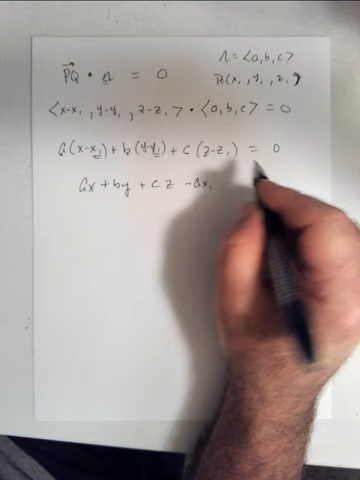 n = <a, b, c>
PQ⃗ · n = 0
P(x₁, y₁, z₁)
<x-x₁, y-y₁, z-z₁> · <a, b, c> = 0
a(x-x₁) + b(y-y₁) + c(z-z₁) = 0
ax + by + cz - ax₁